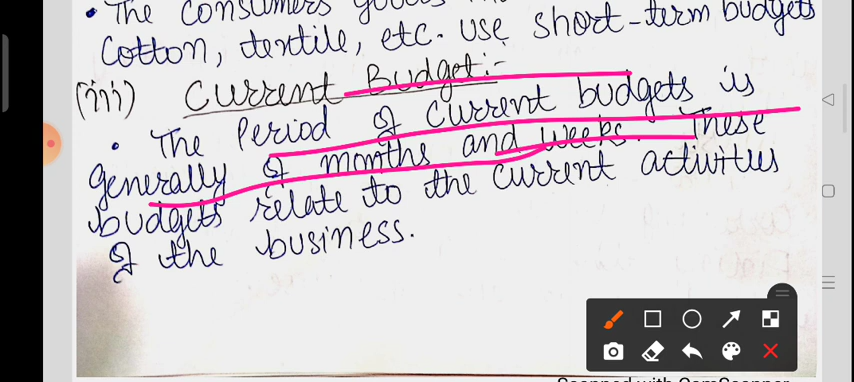 • The Consumers goods
Cotton, textile, etc. use short-term budgets
(iii) Current Budget:-
• The Period of current budgets is
generally of months and weeks. These
budgets relate to the current activities
of the business.
Scanned with CamScanner